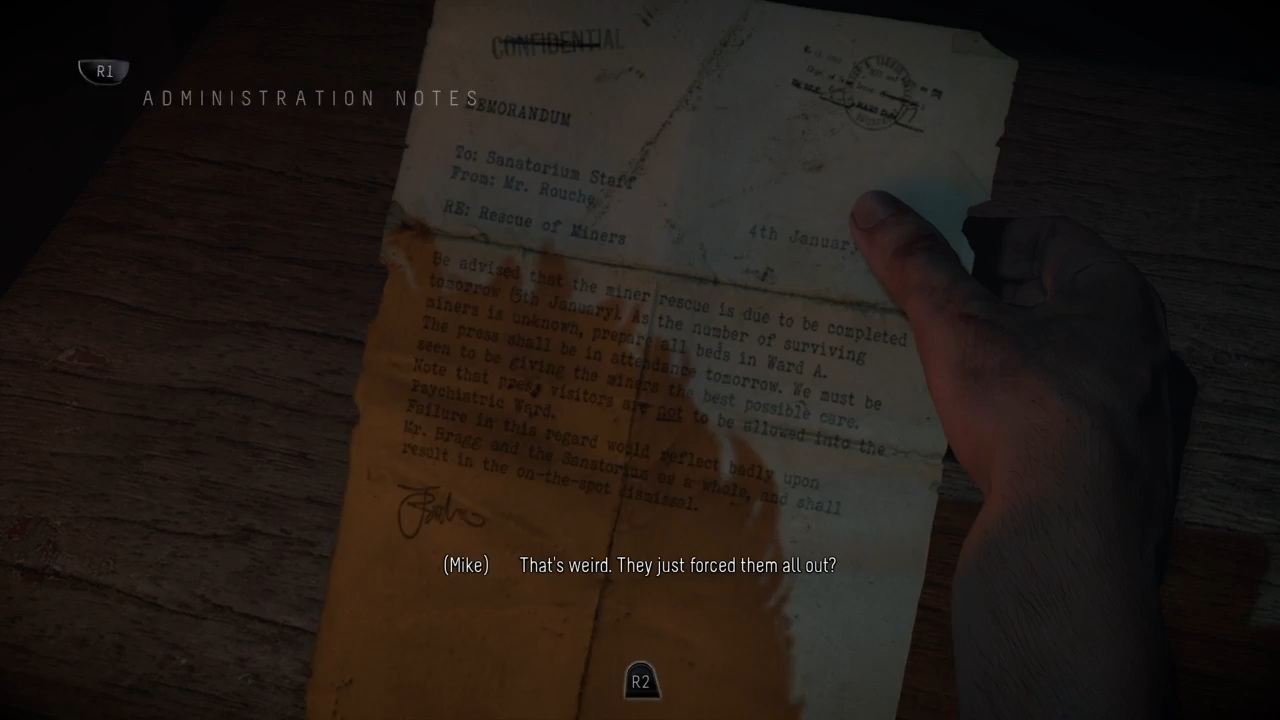 R1
ADMINISTRATION NOTES
CONFIDENTIAL
MEMORANDUM
To: Sanatorium Staff
From: Mr. Rouche
RE: Rescue of Miners
4th January
Be advised that the miner rescue is due to be completed
tomorrow (5th January). As the number of surviving
miners is unknown, prepare all beds in Ward A.
The press shall be in attendance tomorrow. We must be
seen to be giving the miners the best possible care.
Note that press visitors are not to be allowed into the
Psychiatric Ward.
Failure in this regard would reflect badly upon
Mr. Bragg and the Sanatorium as a whole, and shall
result in the on-the-spot dismissal.
(Mike) That's weird. They just forced them all out?
R2